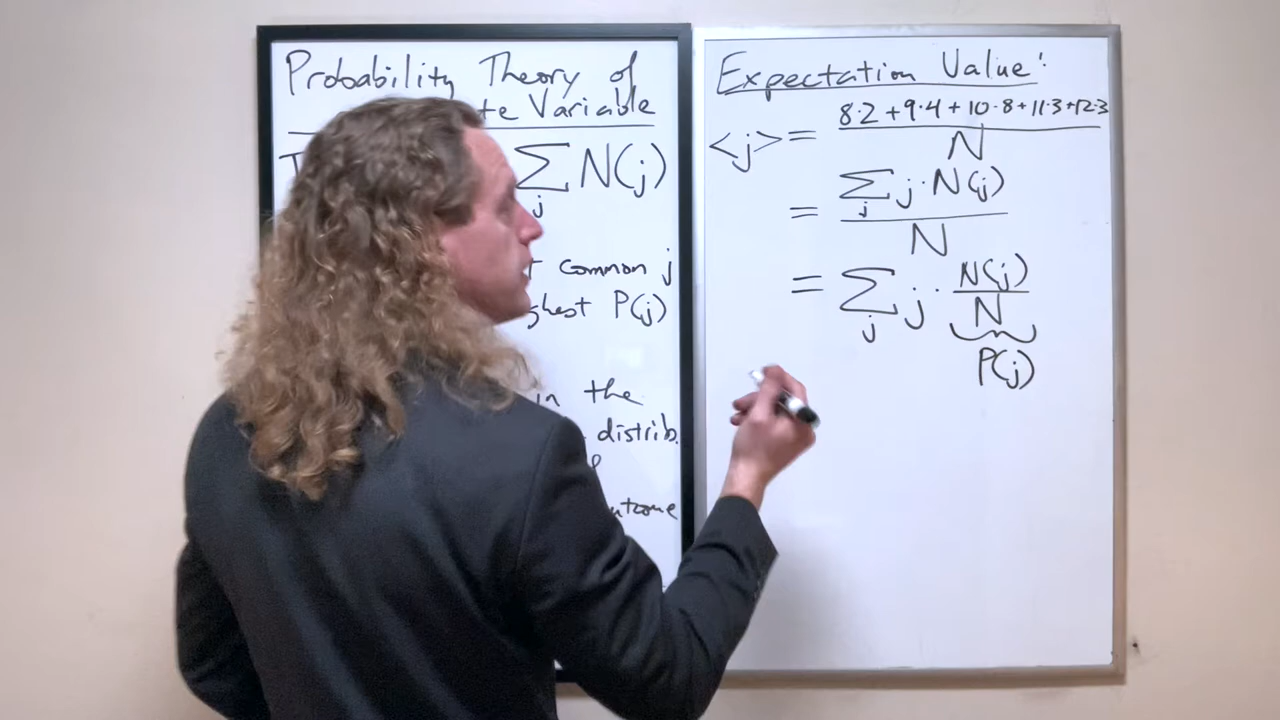 Probability Theory of
te Variable
∑ N(j)
j
common j
ghest P(j)
in the
distrib.
utcome
Expectation Value:
<j> = 8·2 + 9·4 + 10·8 + 11·3 + 12·3
N
= ∑ j · N(j)
j
N
= ∑ j · N(j)
j N
P(j)